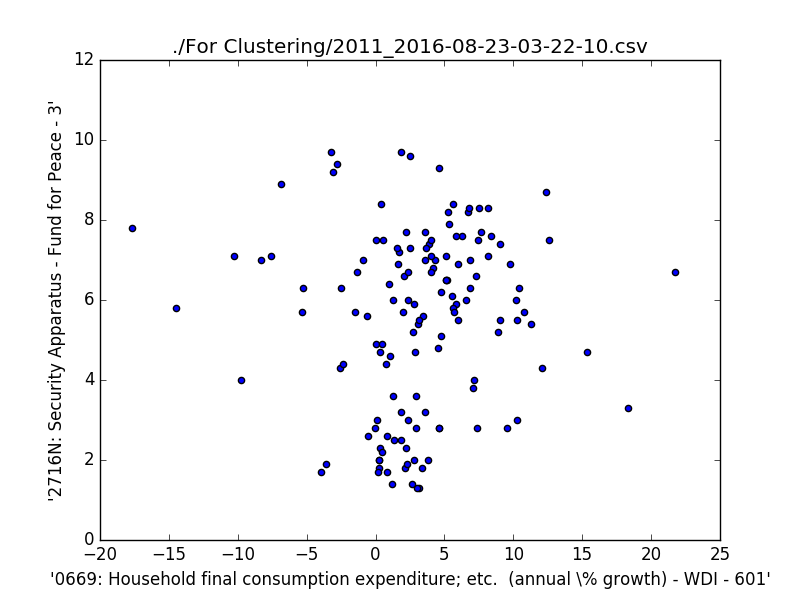 ./For Clustering/2011_2016-08-23-03-22-10.csv
12
10
8
6
4
2
0
'2716N: Security Apparatus - Fund for Peace - 3'
−20 −15 −10 −5 0 5 10 15 20 25
'0669: Household final consumption expenditure; etc.  (annual \% growth) - WDI - 601'